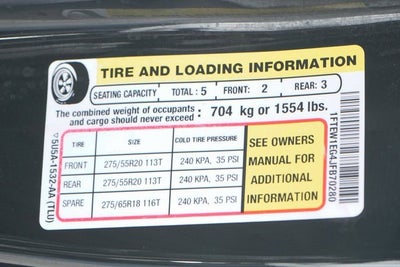 TIRE AND LOADING INFORMATION
SEATING CAPACITY TOTAL : 5 FRONT: 2 REAR: 3
The combined weight of occupants and cargo should never exceed : 704 kg or 1554 lbs.
TIRE SIZE COLD TIRE PRESSURE
FRONT 275/55R20 113T 240 KPA, 35 PSI
REAR 275/55R20 113T 240 KPA, 35 PSI
SPARE 275/65R18 116T 240 KPA, 35 PSI
SEE OWNERS
MANUAL FOR
ADDITIONAL
INFORMATION
5U5A-1532-AA (TLU)
1FTEW1E64JFB70280